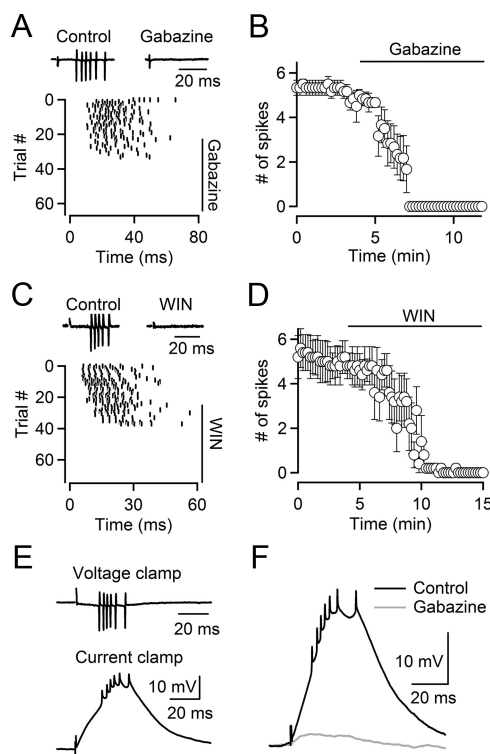 A
Control
Gabazine
20 ms
Trial #
0
20
40
60
Gabazine
0
40
80
Time (ms)
B
Gabazine
# of spikes
6
4
2
0
0
5
10
Time (min)
C
Control
WIN
20 ms
Trial #
0
20
40
60
WIN
0
30
60
Time (ms)
D
WIN
# of spikes
6
4
2
0
0
5
10
15
Time (min)
E
Voltage clamp
20 ms
Current clamp
10 mV
20 ms
F
Control
Gabazine
10 mV
20 ms